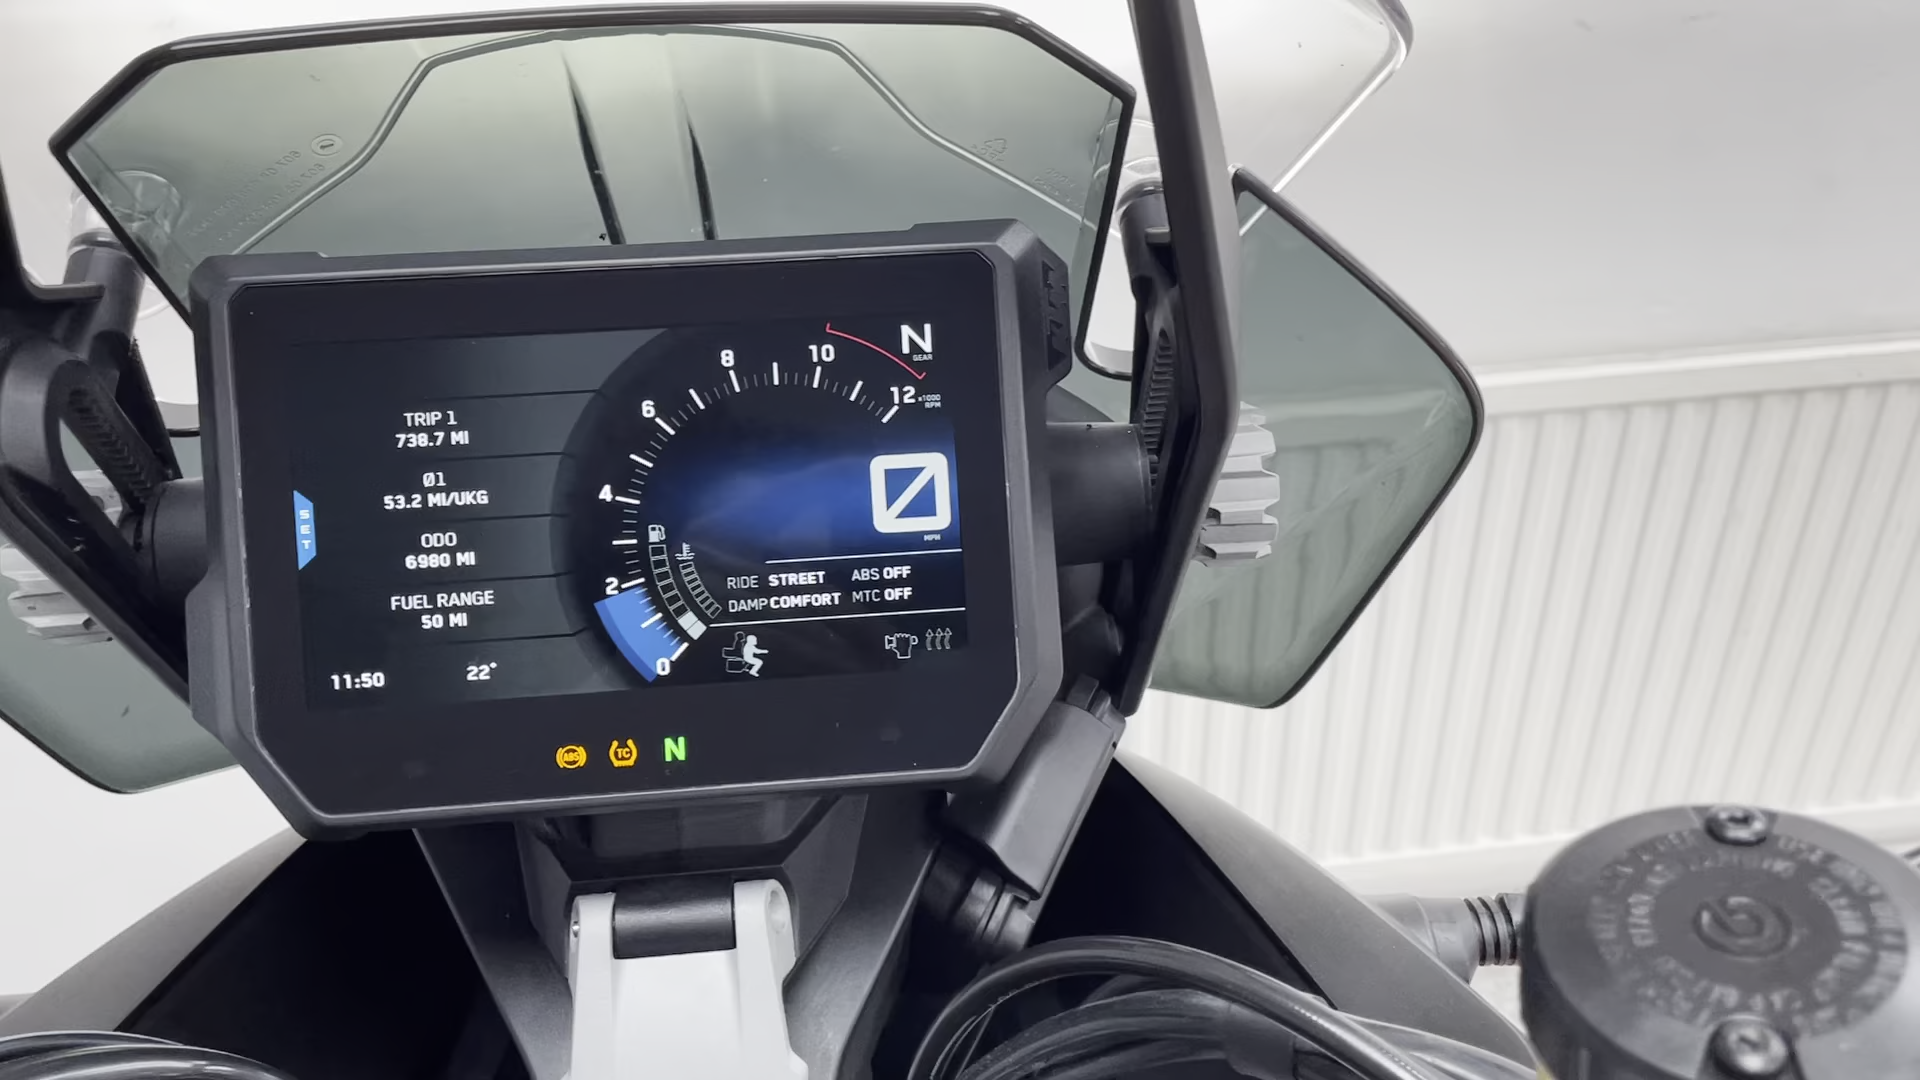 TRIP 1
738.7 MI
Ø1
53.2 MI/UKG
ODO
6980 MI
FUEL RANGE
50 MI
11:50
22°
SET
0
2
4
6
8
10
12
x1000
RPM
N
GEAR
0
MPH
RIDE STREET ABS OFF
DAMP COMFORT MTC OFF
ABS TC N
KTM